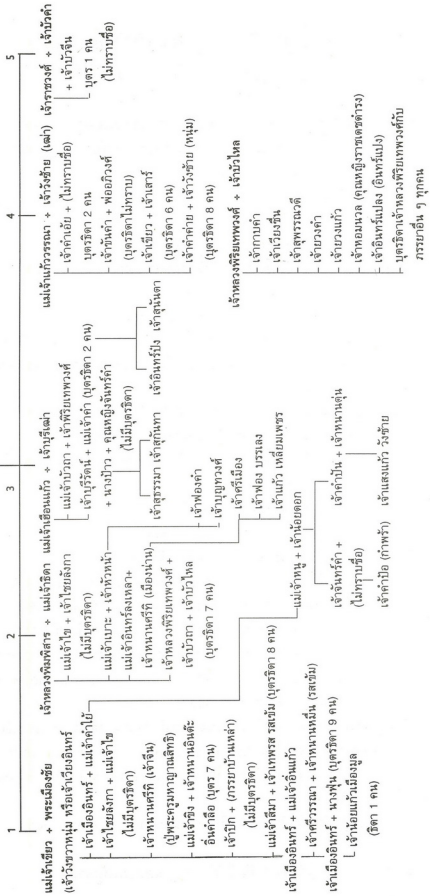 1
แม่เจ้าเขียว + พระเมืองชัย
(เจ้าวังขวาหนุ่ม หรือเจ้าเวียงอินทร์
เจ้าเมืองอินทร์ + แม่เจ้าคำใย้
เจ้าไชยลังกา + แม่เจ้าไข
(ไม่มีบุตรธิดา)
เจ้าหนานศรีทิ (เจ้าจีน)
(ปู่พระครูมหาญาณสิทธิ์)
แม่เจ้าขิง + เจ้าหนานอินต๊ะ
อิ่นคำลือ (บุตร 7 คน)
เจ้าปิก + (ภรรยาบ้านเหล่า)
(ไม่มีบุตรธิดา)
แม่เจ้าสีมา + เจ้าเทพรส รสเข้ม (บุตรธิดา 8 คน)
เจ้าเมืองอินทร์ + แม่เจ้าอิ่นแก้ว
เจ้าศรีวรรณา + เจ้าหนานหมื่น (รสเข้ม)
เจ้าเมืองอินทร์ + นางฟุ่น (บุตรธิดา 9 คน)
เจ้าน้อยแก้วเมืองมูล
(ธิดา 1 คน)
2
เจ้าหลวงพิมพิสาร + แม่เจ้าธิดา
แม่เจ้าไข + เจ้าไชยลังกา
(ไม่มีบุตรธิดา)
แม่เจ้าเบาะ + เจ้าหัวหน้า
แม่เจ้าอินทร์ลงเหลา+
เจ้าหนานศรีทิ (เมืองน่าน)
เจ้าหลวงพิริยเทพวงศ์ +
เจ้าบัวถา + เจ้าบัวไหล
(บุตรธิดา 7 คน)
เจ้าฟองคำ
เจ้าบุญทวงศ์
เจ้าศรีเมือง
เจ้าฟอง บรรเลง
เจ้าแก้ว เหลี่ยมเพชร
แม่เจ้าหนู + เจ้าน้อยดอก
เจ้าจันทร์คำ +
(ไม่ทราบชื่อ)
เจ้าคำป้อ (กำพร้า)
เจ้าคำปัน + เจ้าหนานตุ่น
เจ้าแสงแก้ว วังซ้าย
3
แม่เจ้าเฮือนแก้ว + เจ้าบุรีเฒ่า
แม่เจ้าบัวถา + เจ้าพิริยเทพวงศ์
เจ้าบุรีรัตน์ + แม่เจ้าคำ (บุตรธิดา 2 คน)
+ นางป้าว + คุณหญิงจันทร์คำ
(ไม่มีบุตรธิดา)
เจ้าสุธรรมา เจ้าสุกันทา
เจ้าอินทร์ปั๋ง เจ้าสุนันตา
4
แม่เจ้าแก้ววรรณา + เจ้าวังซ้าย (เฒ่า)
เจ้าคำเอ้ย + (ไม่ทราบชื่อ)
บุตรธิดา 2 คน
เจ้าขันคำ + พ่ออภิวงศ์
(บุตรธิดาไม่ทราบ)
เจ้าเขียว + เจ้าเสาร์
(บุตรธิดา 6 คน)
เจ้าคำค่าย + เจ้าวังซ้าย (หนุ่ม)
(บุตรธิดา 8 คน)
เจ้าหลวงพิริยเทพวงศ์ + เจ้าบัวไหล
เจ้ากาบคำ
เจ้าเวียงชื่น
เจ้าสุพรรณวดี
เจ้ายวงคำ
เจ้ายวงแก้ว
เจ้าหอมนวล (คุณหญิงราชเดชดำรง)
เจ้าอินทร์แปลง (อินทร์แปง)
บุตรธิดาเจ้าหลวงพิริยเทพวงศ์กับ
ภรรยาอื่น ๆ ทุกคน
5
เจ้าราชวงศ์ + เจ้าบัวคำ
+ เจ้าบัวจีน
บุตร 1 คน
(ไม่ทราบชื่อ)